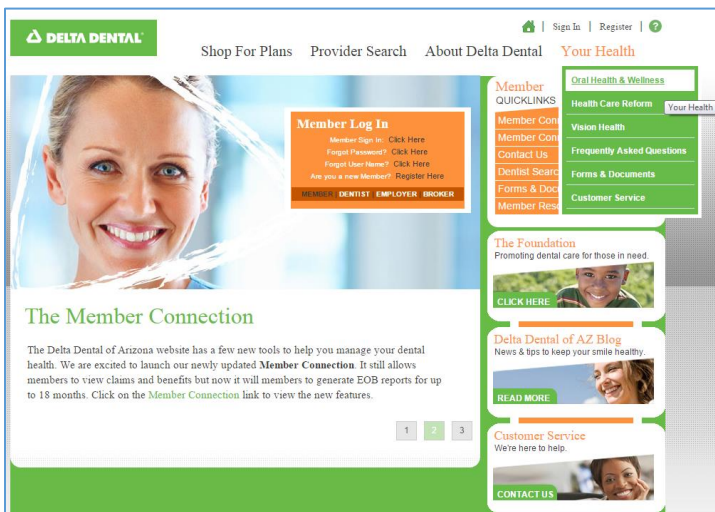 Sign In | Register | ?
DELTA DENTAL®
Shop For Plans Provider Search About Delta Dental Your Health
Oral Health & Wellness
Health Care Reform
Your Health
Vision Health
Frequently Asked Questions
Forms & Documents
Customer Service
Member
QUICKLINKS
Member Con
Member Con
Contact Us
Dentist Searc
Forms & Doc
Member Res
Member Log In
Member Sign In: Click Here
Forgot Password? Click Here
Forgot User Name? Click Here
Are you a new Member? Register Here
MEMBER | DENTIST | EMPLOYER | BROKER
The Foundation
Promoting dental care for those in need.
CLICK HERE
The Member Connection
The Delta Dental of Arizona website has a few new tools to help you manage your dental
health. We are excited to launch our newly updated Member Connection. It still allows
members to view claims and benefits but now it will members to generate EOB reports for up
to 18 months. Click on the Member Connection link to view the new features.
1 2 3
Delta Dental of AZ Blog
News & tips to keep your smile healthy.
READ MORE
Customer Service
We're here to help.
CONTACT US